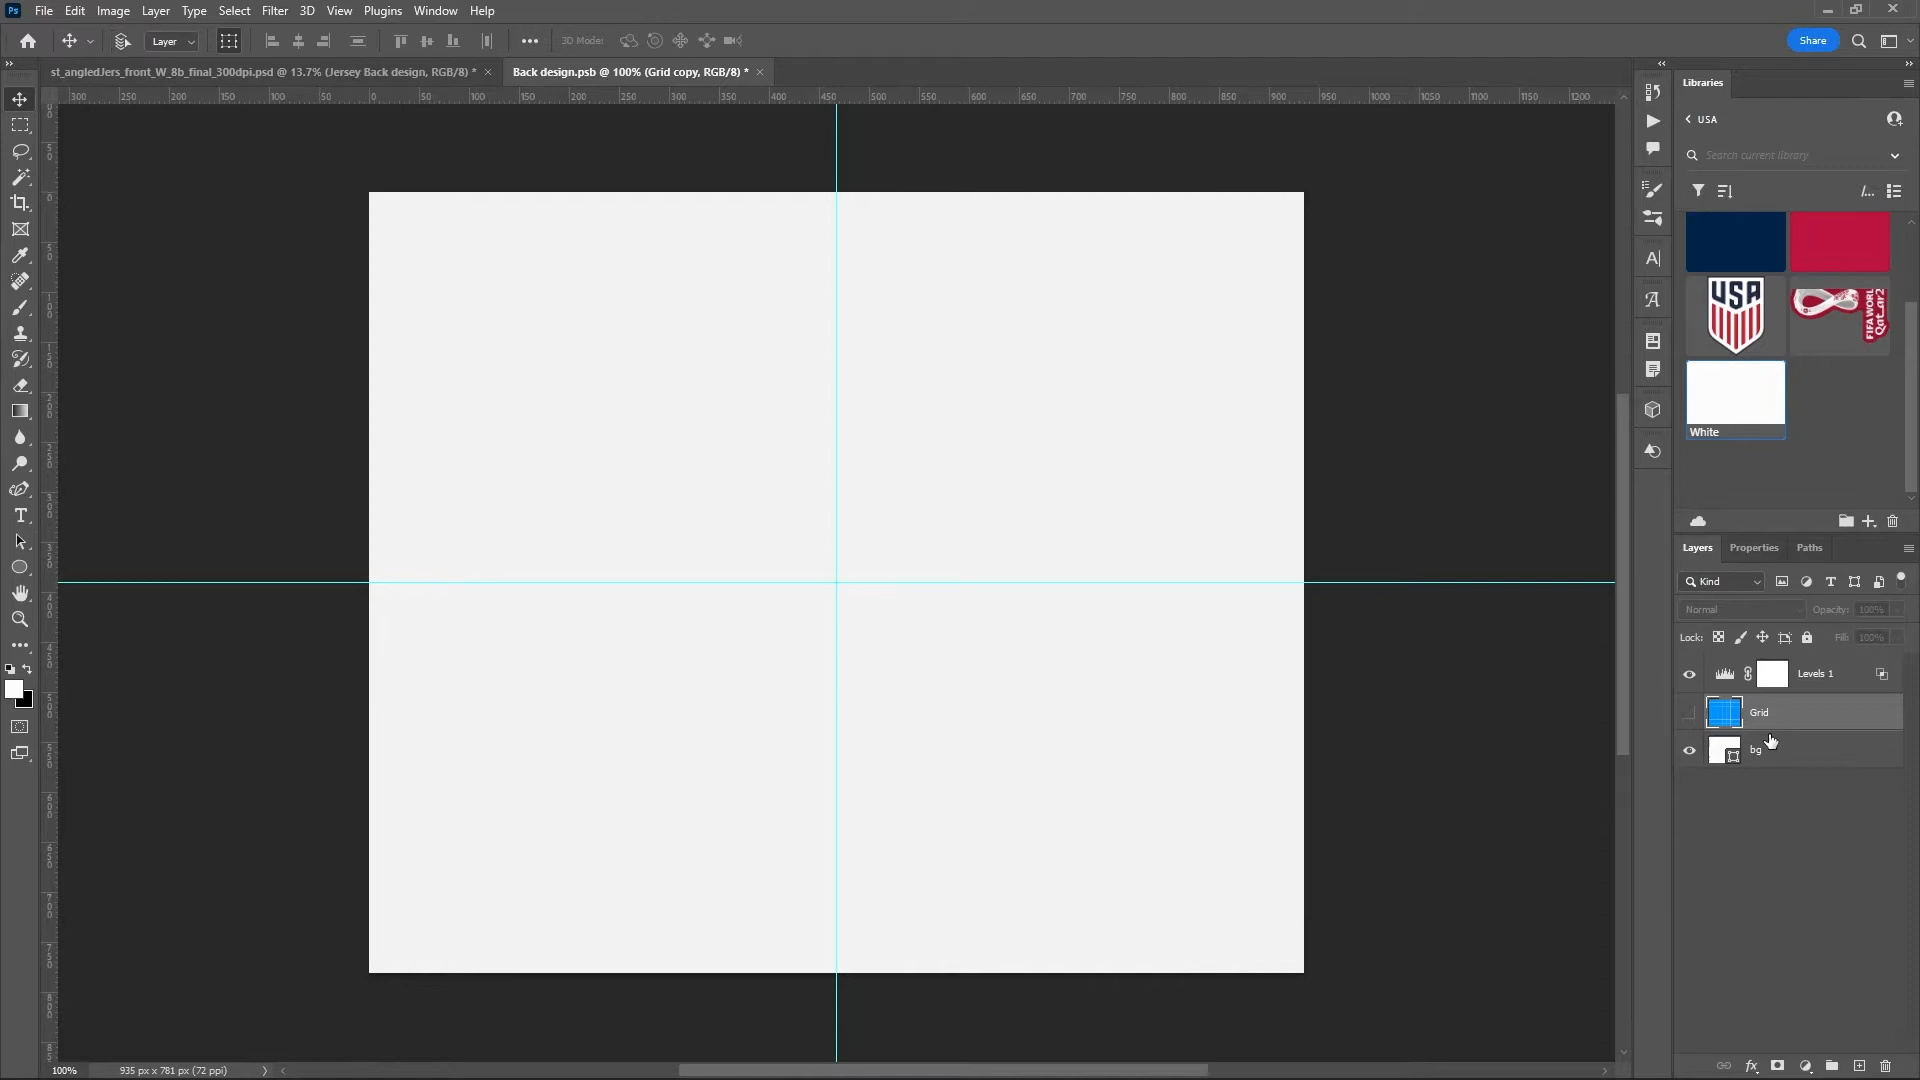 Ps File Edit Image Layer Type Select Filter 3D View Plugins Window Help
Layer 3D Mode: Share
st_angledJers_front_W_8b_final_300dpi.psd @ 13.7% (Jersey Back design, RGB/8) * Back design.psb @ 100% (Grid copy, RGB/8) *
300 250 200 150 100 50 0 50 100 150 200 250 300 350 400 450 500 550 600 650 700 750 800 850 900 950 1000 1050 1100 1150 1200
Libraries
USA
Search current library
USA
FIFA WORL
Qatar2
White
Layers Properties Paths
Kind
Normal Opacity: 100%
Lock: Fill: 100%
Levels 1
Grid
bg
100% 935 px x 781 px (72 ppi)